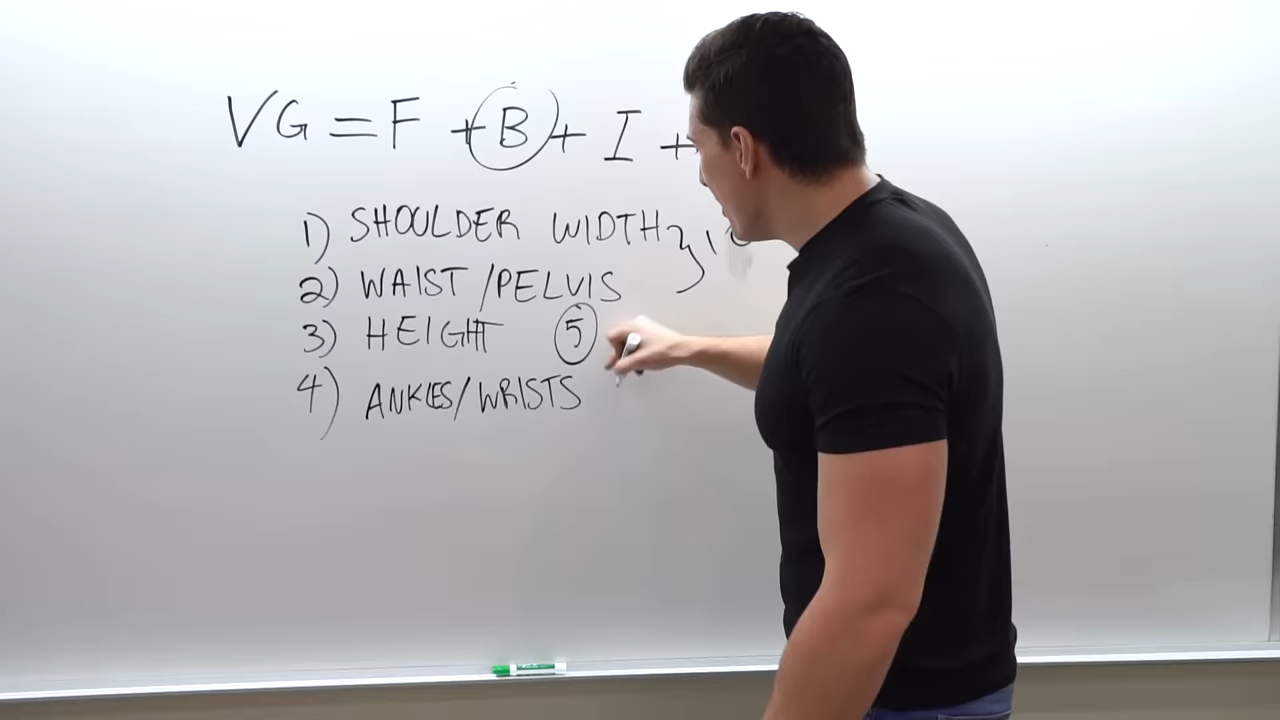 VG = F + B + I +
1) SHOULDER WIDTH
2) WAIST/PELVIS
3) HEIGHT 5
4) ANKLES/WRISTS